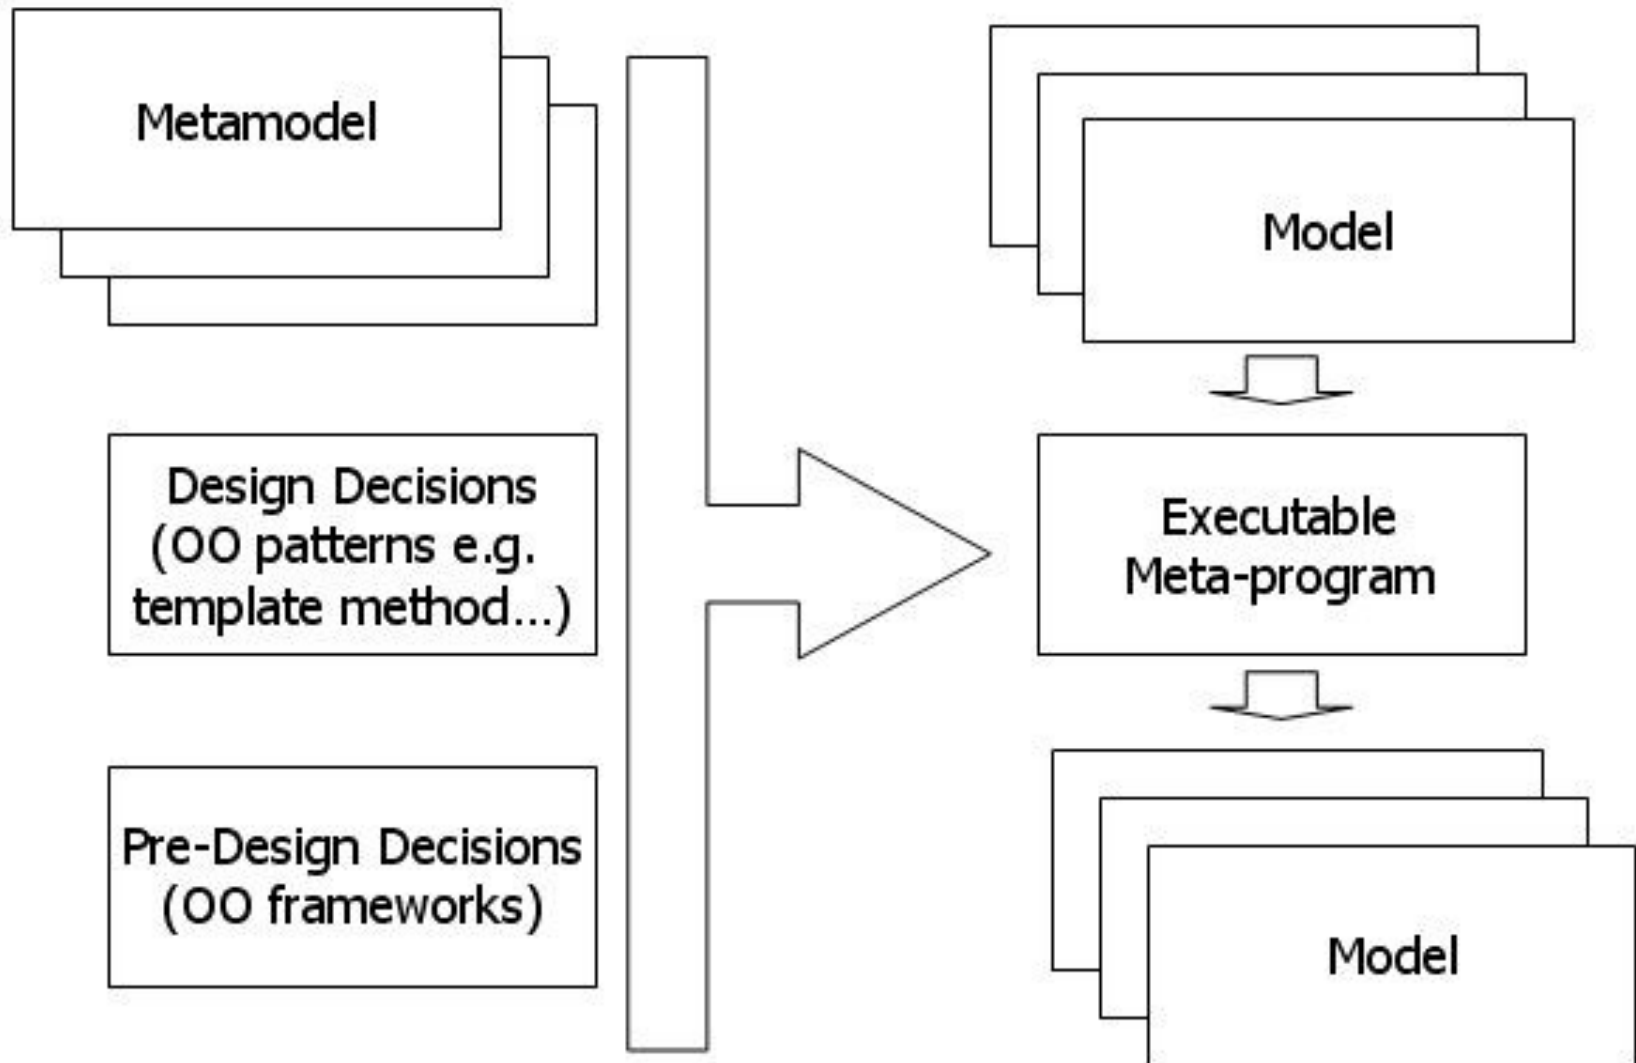 Metamodel
Model
Design Decisions
(OO patterns e.g.
template method...)
Executable
Meta-program
Pre-Design Decisions
(OO frameworks)
Model